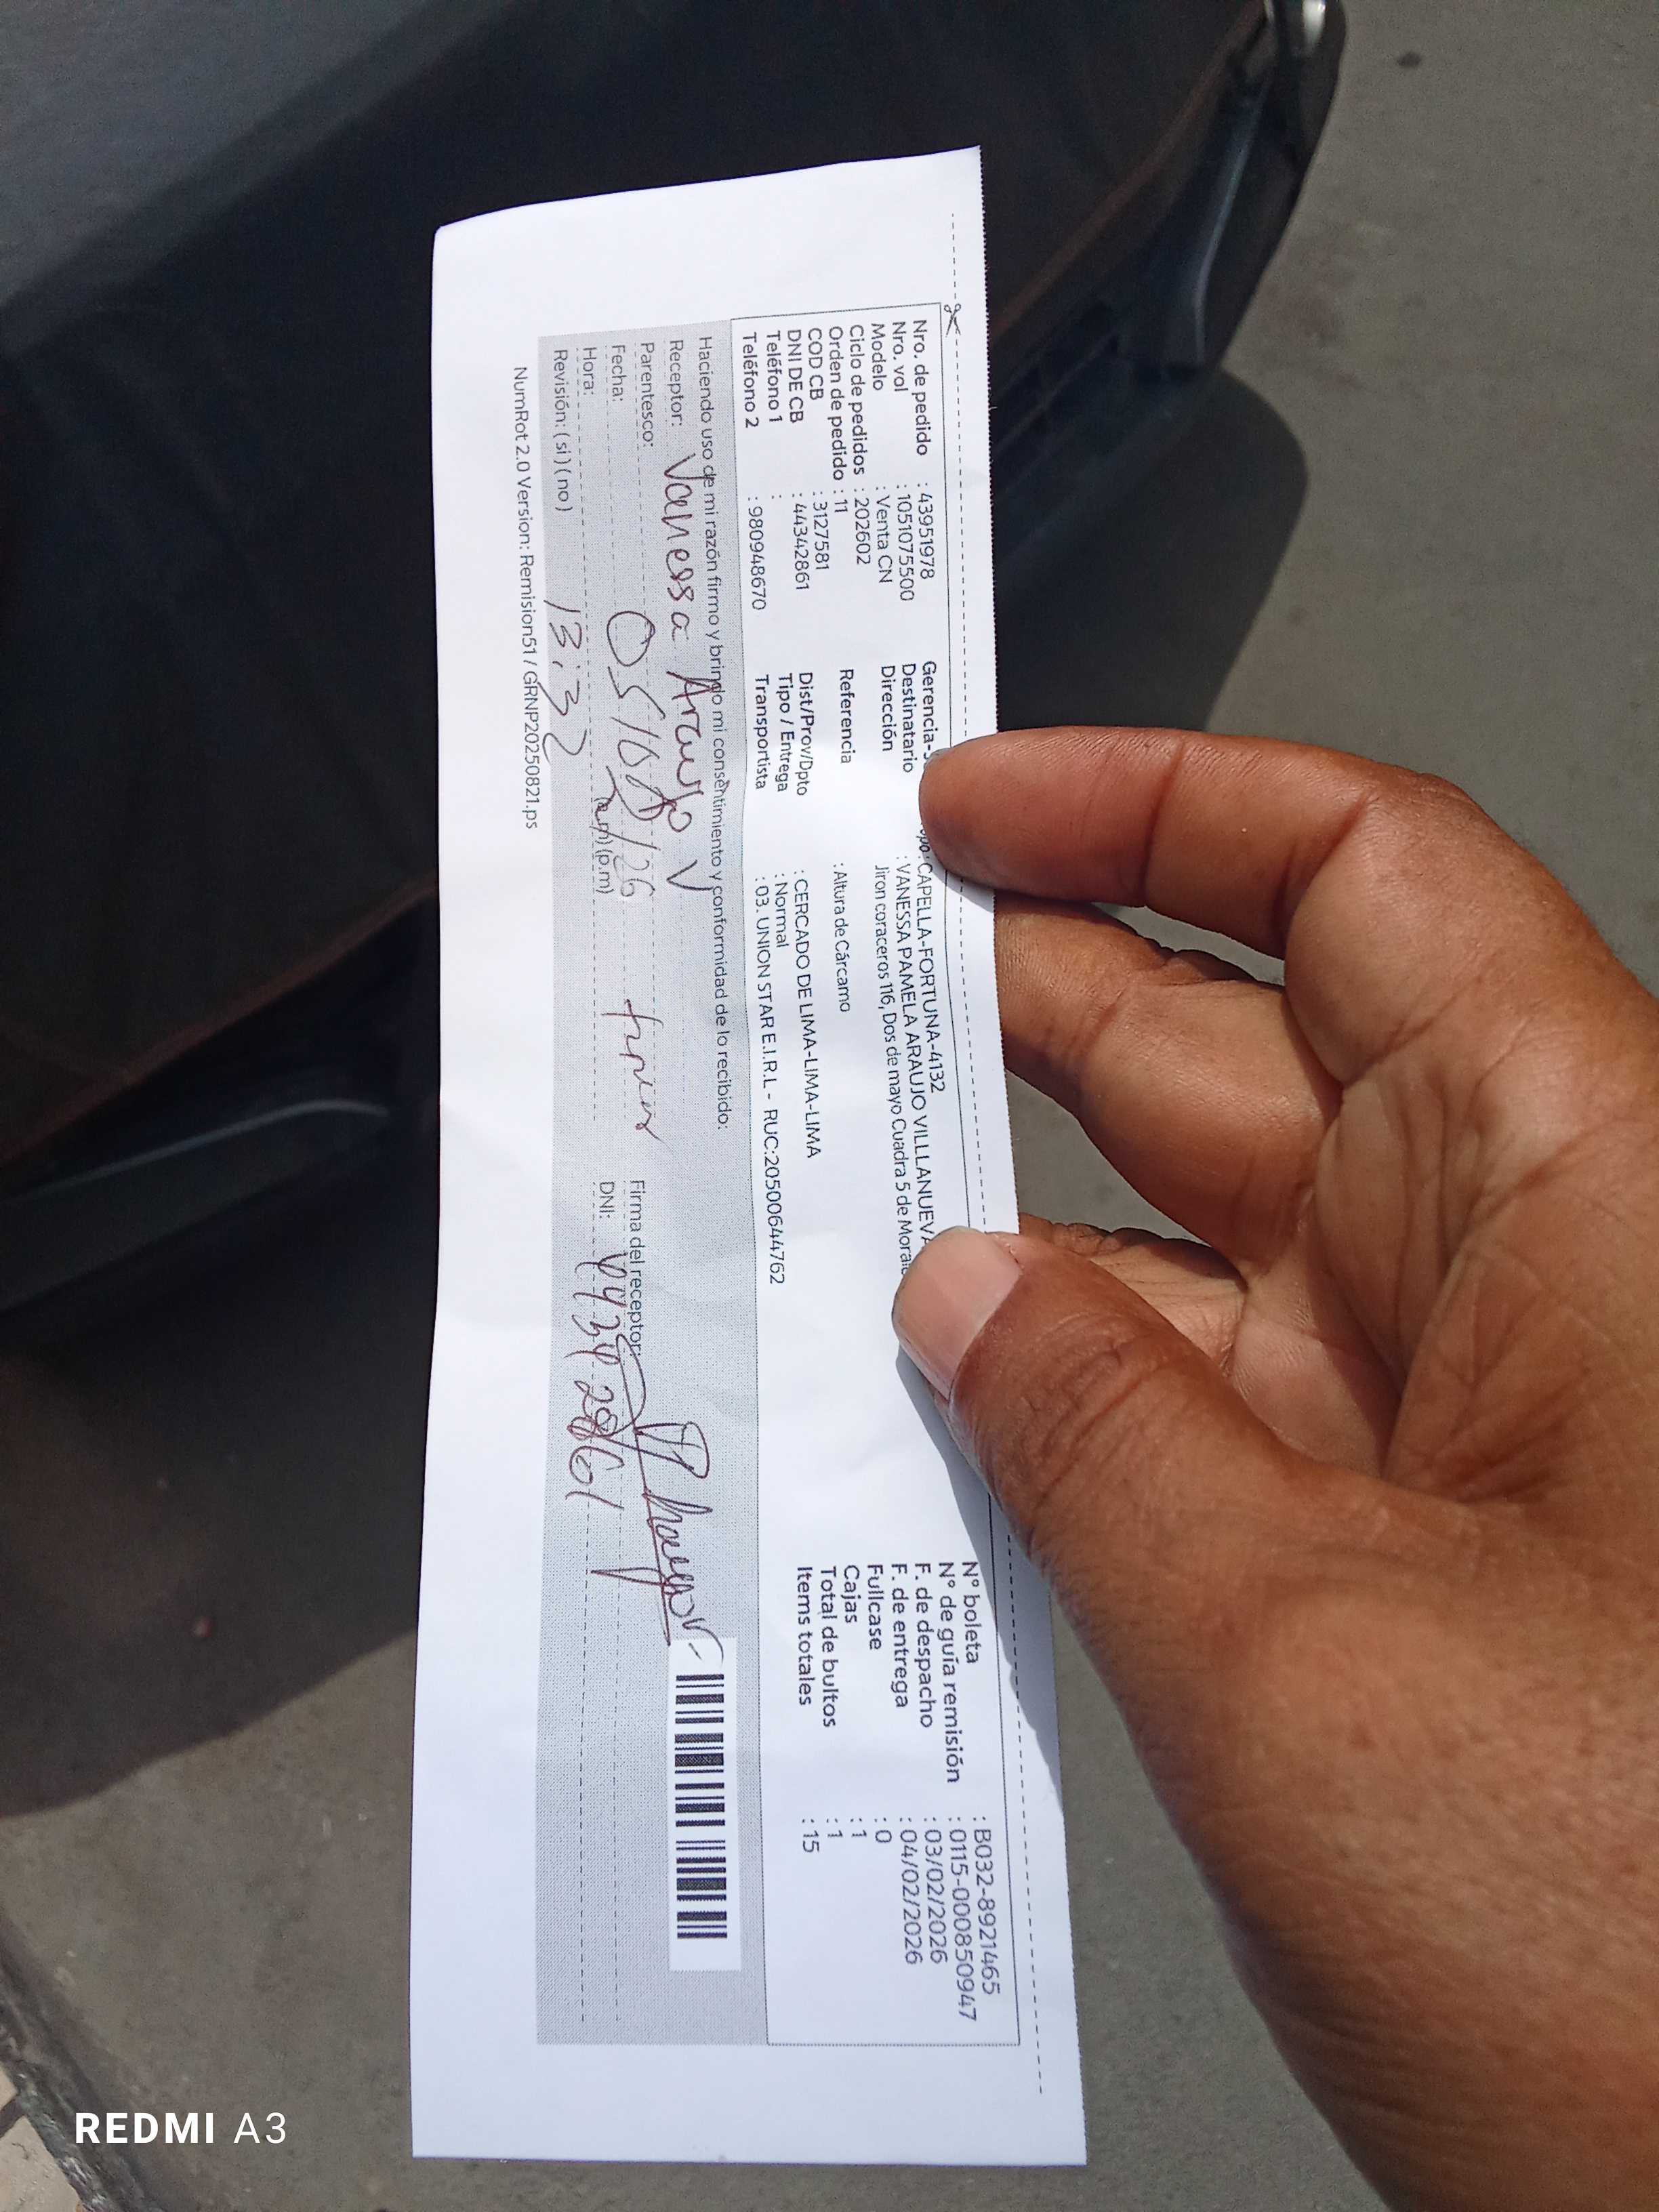 Nro. de pedido : 43951978
Nro. vol : 1051075500
Modelo : Venta CN
Ciclo de pedidos : 202602
Orden de pedido : 11
COD CB : 3127581
DNI DE CB : 44342861
Teléfono 1 :
Teléfono 2 : 980948670
Gerencia- : CAPELLA-FORTUNA-4132
Destinatario : VANESSA PAMELA ARAUJO VILLLANUEVA
Dirección Jiron coraceros 116, Dos de mayo Cuadra 5 de
Referencia : Altura de Cárcamo
Dist/Prov/Dpto : CERCADO DE LIMA-LIMA-LIMA
Tipo / Entrega : Normal
Transportista : 03. UNION STAR E.I.R.L - RUC:20500644762
N° boleta : B032-8921465
N° de guía remisión : 0115-000850947
F. de despacho : 03/02/2026
F. de entrega : 04/02/2026
Fullcase : 0
Cajas : 1
Total de bultos : 1
Items totales : 15
Haciendo uso de mi razón firmo y brindo mi consentimiento y conformidad de lo recibido:
Receptor: Vanessa Araujo V
Parentesco:
Fecha: 05/02/26
Hora: 13:32 (a.m) (p.m)
Revisión: ( sí ) ( no )
Firma del receptor:
DNI: 44342861
NumRot 2.0 Version: Remision51 / GRNP20250821.ps
REDMI A3